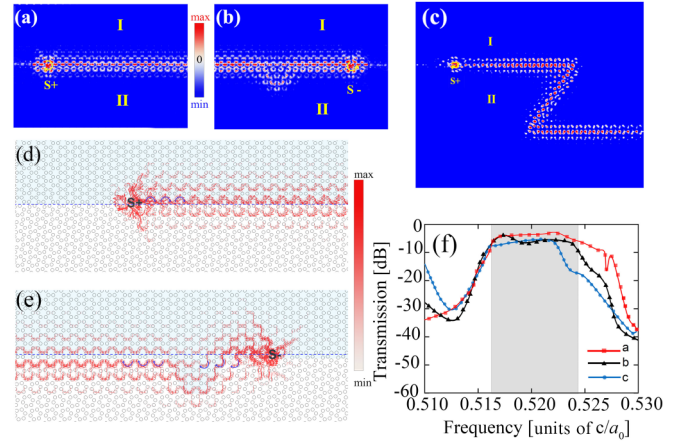 (a)
I
II
S+
max
0
min
(b)
I
II
S -
(c)
I
II
S+
(d)
S+
(e)
S-
max
min
(f)
Transmission [dB]
0
-10
-20
-30
-40
-50
-60
0.510
0.515
0.520
0.525
0.530
Frequency [units of c/a0]
a
b
c